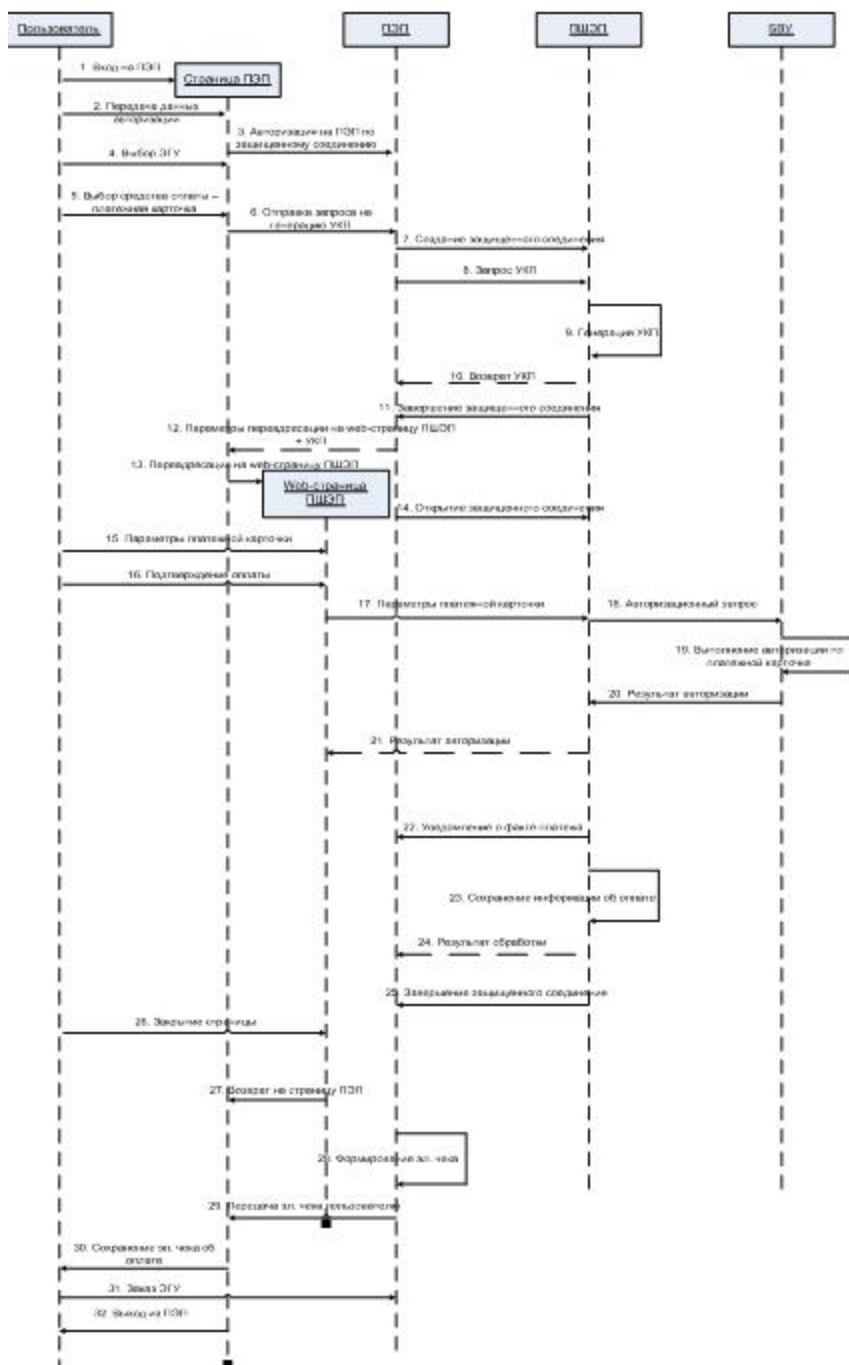 Пользователь
ПЭП
ПШЭП
БВУ
1. Вход на ПЭП
Страница ПЭП
2. Передача данных
авторизации
3. Авторизация на ПЭП по
защищенному соединению
4. Выбор ЭГУ
5. Выбор средства оплаты –
платежная карточка
6. Отправка запроса на
генерацию УКП
7. Создание защищенного соединения
8. Запрос УКП
9. Генерация УКП
10. Возврат УКП
11. Завершение защищенного соединения
12. Параметры переадресации на web-страницу ПШЭП
+ УКП
13. Переадресация на web-страницу ПШЭП
Web-страница
ПШЭП
14. Открытие защищенного соединения
15. Параметры платежной карточки
16. Подтверждение оплаты
17. Параметры платежной карточки
18. Авторизационный запрос
19. Выполнение авторизации по
платежной карточке
20. Результат авторизации
21. Результат авторизации
22. Уведомление о факте платежа
23. Сохранение информации об оплате
24. Результат обработки
25. Завершение защищенного соединения
26. Закрытие страницы
27. Возврат на страницу ПЭП
28. Формирование эл. чека
29. Передача эл. чека пользователю
30. Сохранение эл. чека об
оплате
31. Заказ ЭГУ
32. Выход из ПЭП